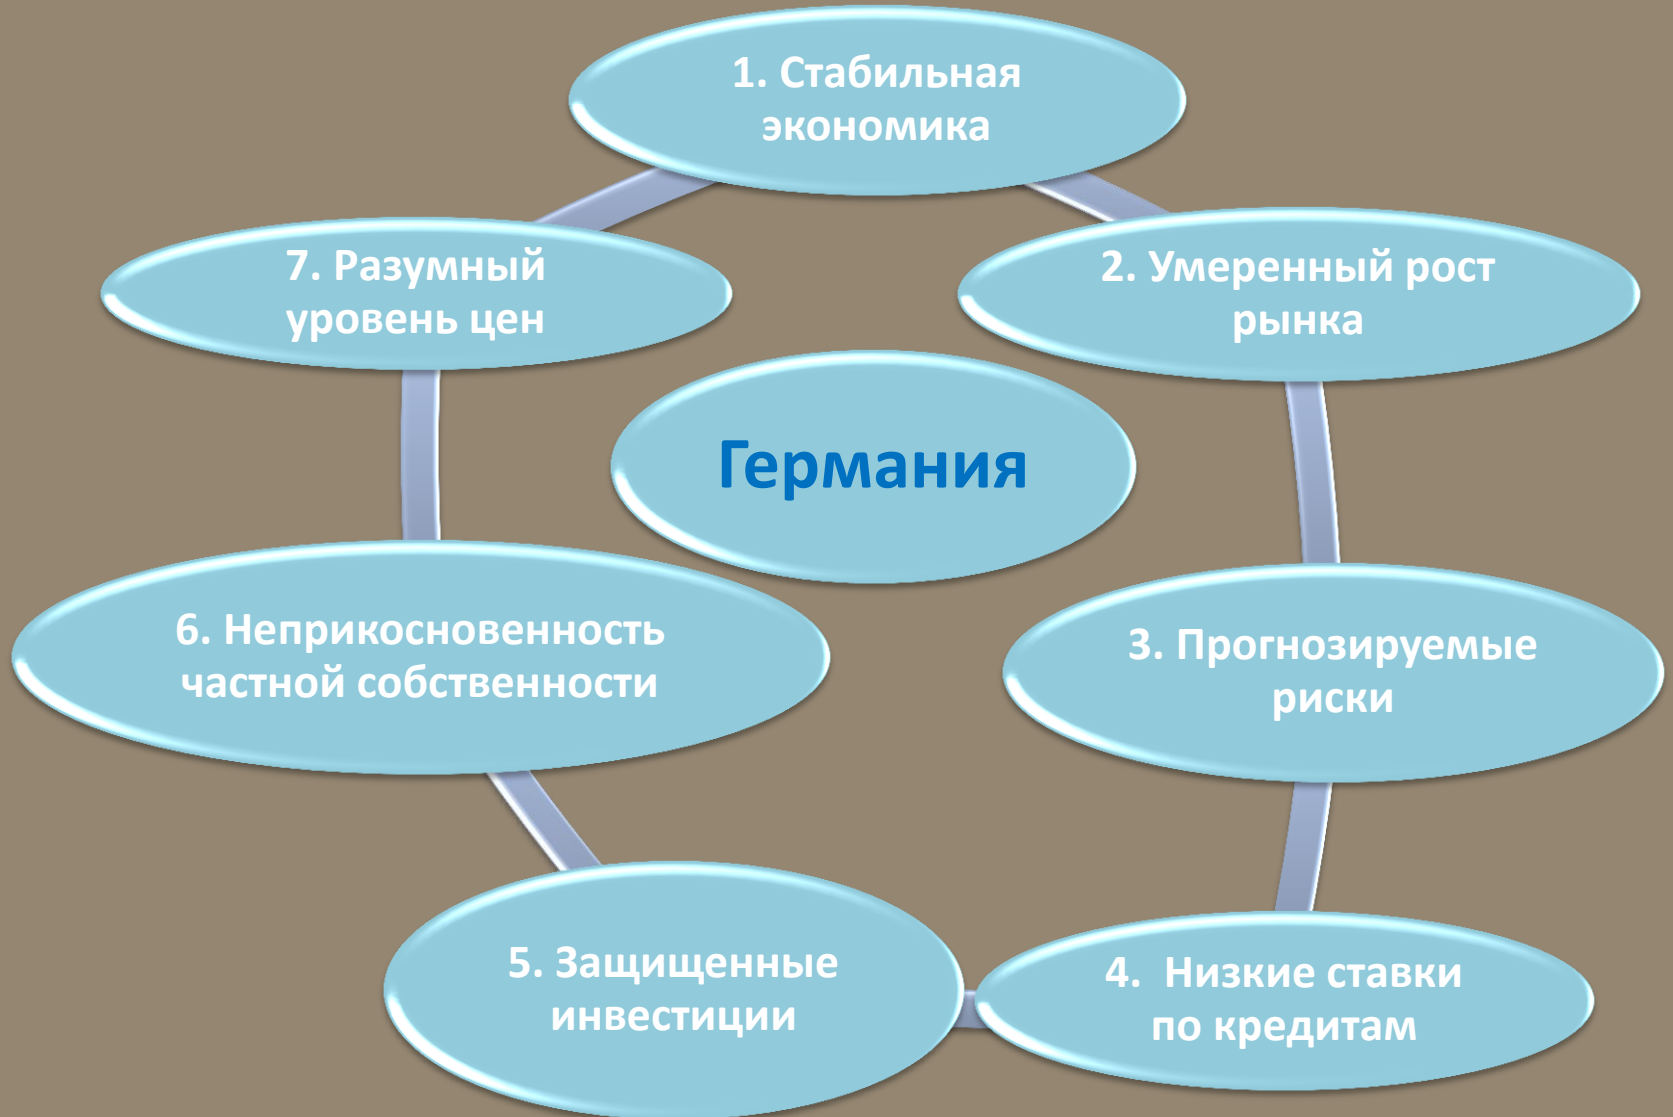 1. Стабильная
экономика
2. Умеренный рост
рынка
3. Прогнозируемые
риски
4.  Низкие ставки
по кредитам
5. Защищенные
инвестиции
6. Неприкосновенность
частной собственности
7. Разумный
уровень цен
Германия